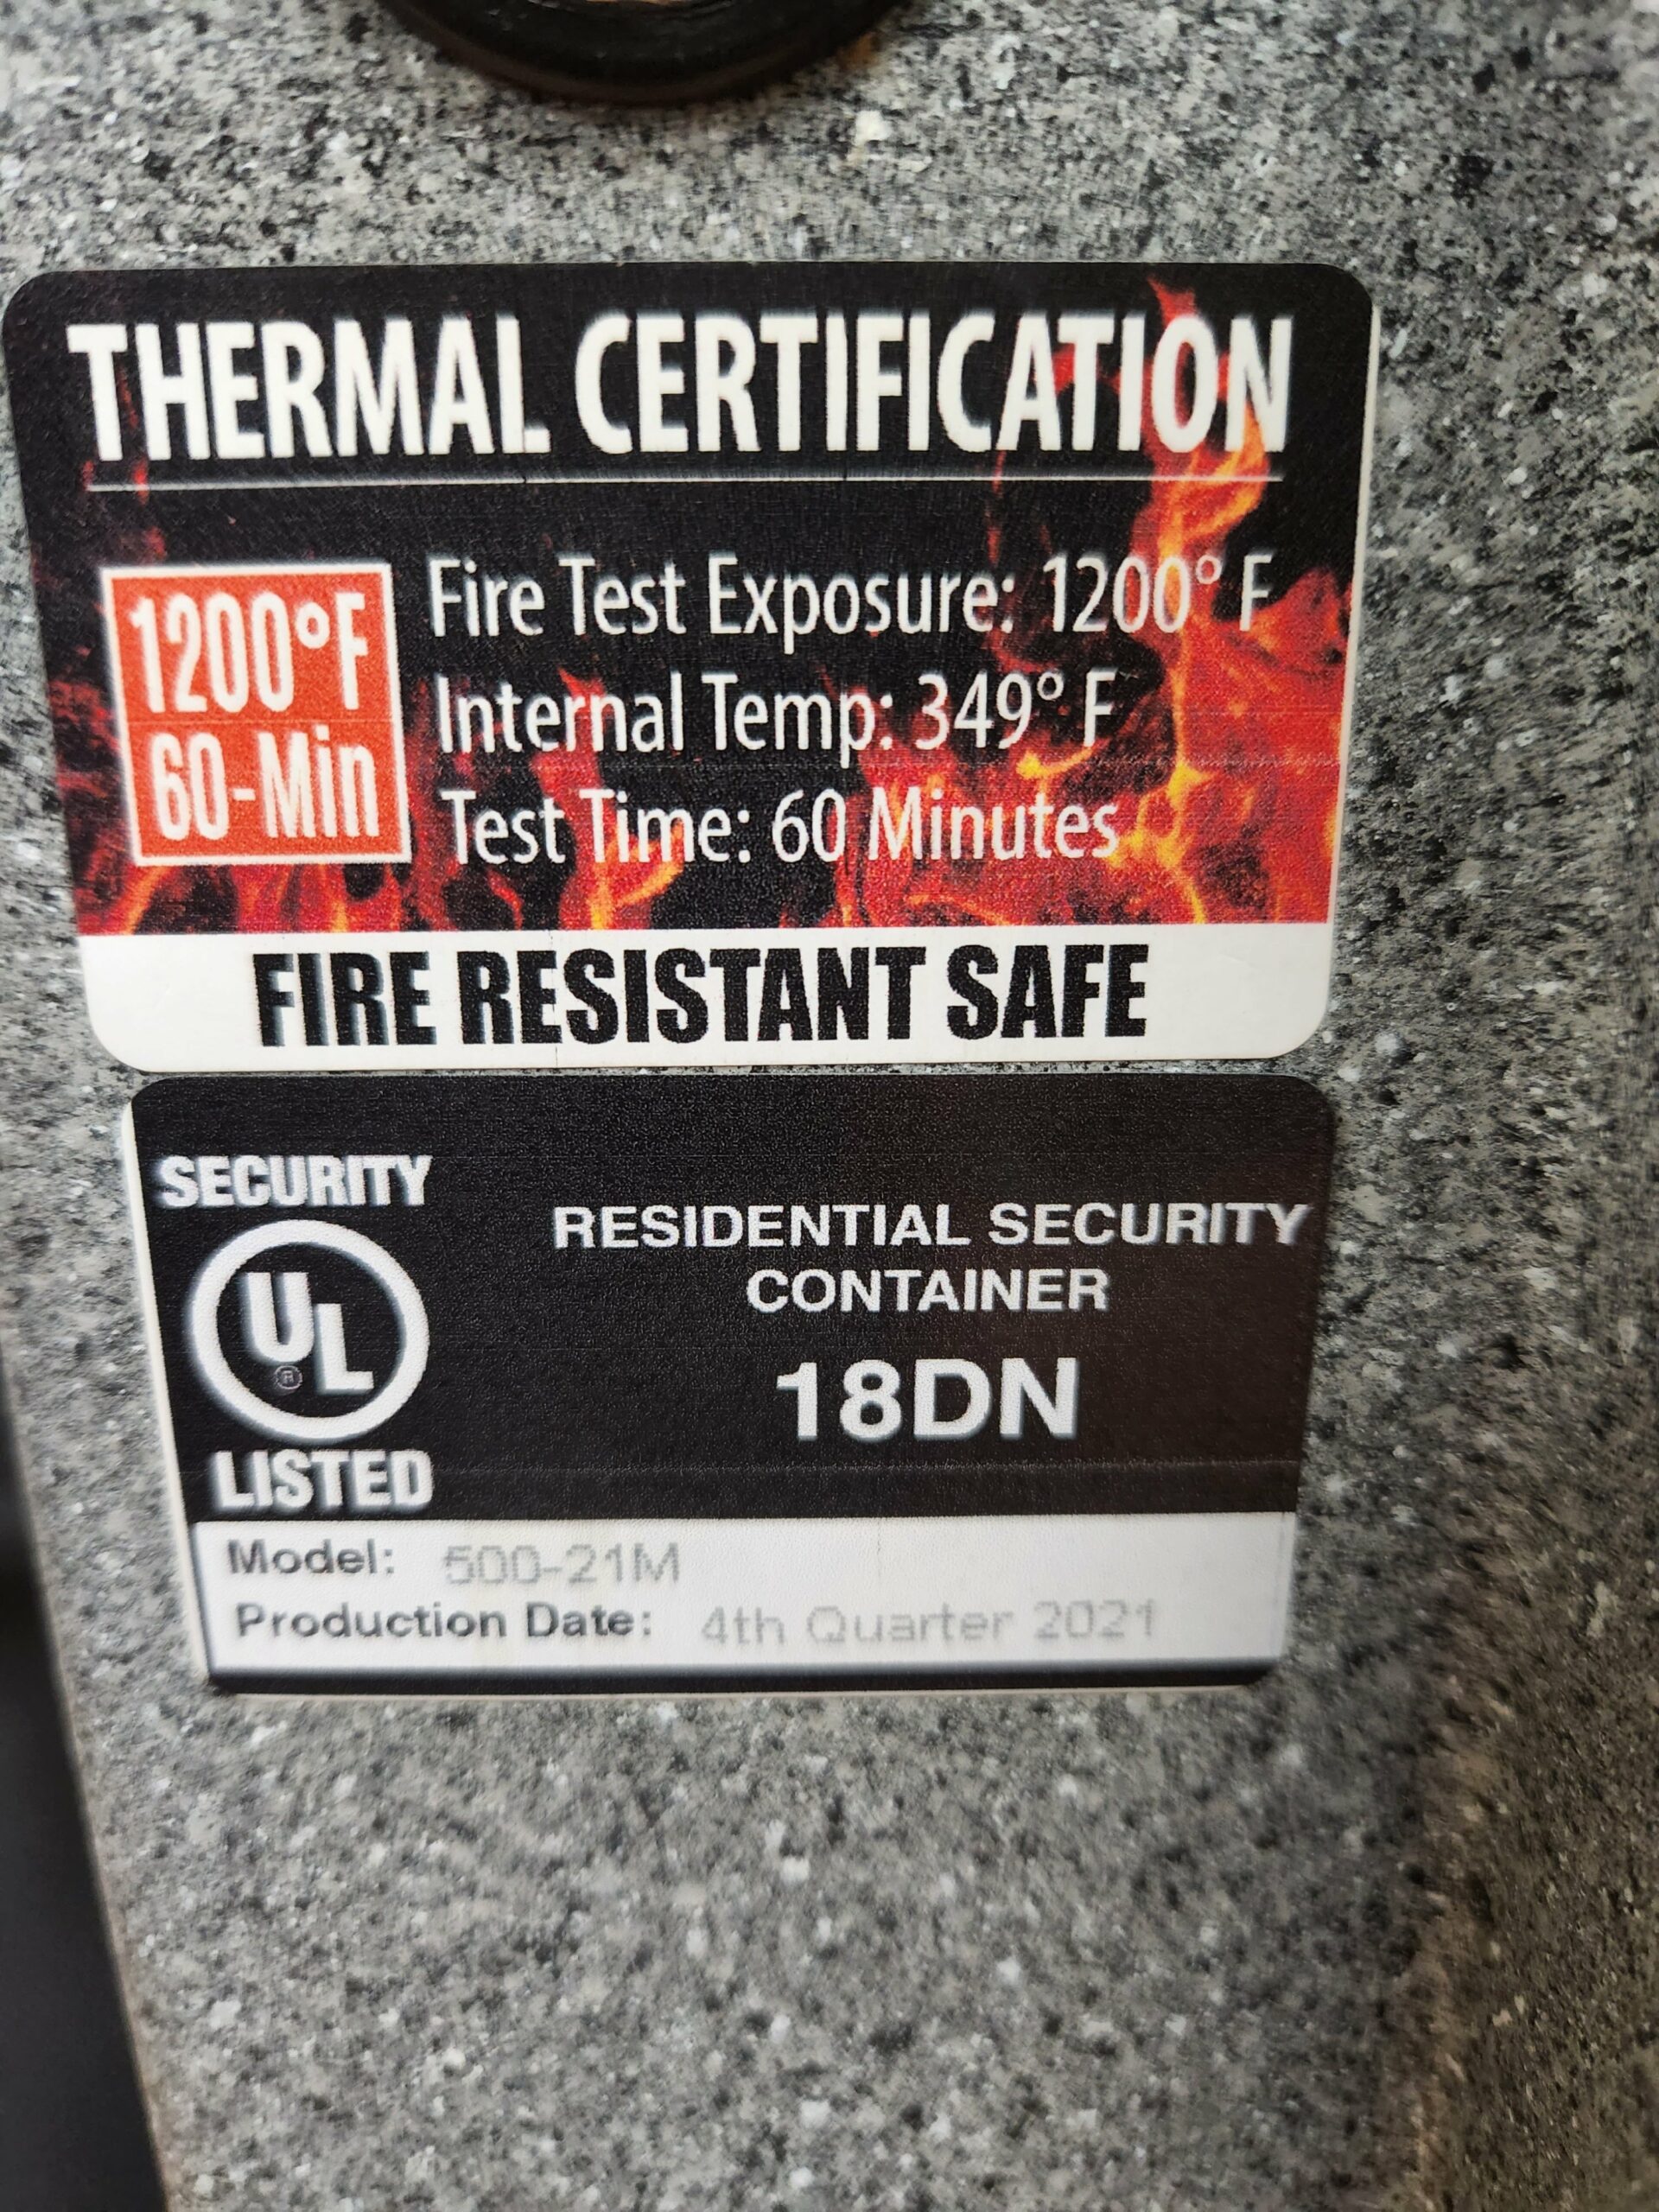 THERMAL CERTIFICATION
1200°F
60-Min
Fire Test Exposure: 1200° F
Internal Temp: 349° F
Test Time: 60 Minutes
FIRE RESISTANT SAFE
SECURITY
UL
®
LISTED
RESIDENTIAL SECURITY
CONTAINER
18DN
Model: 500-21M
Production Date: 4th Quarter 2021